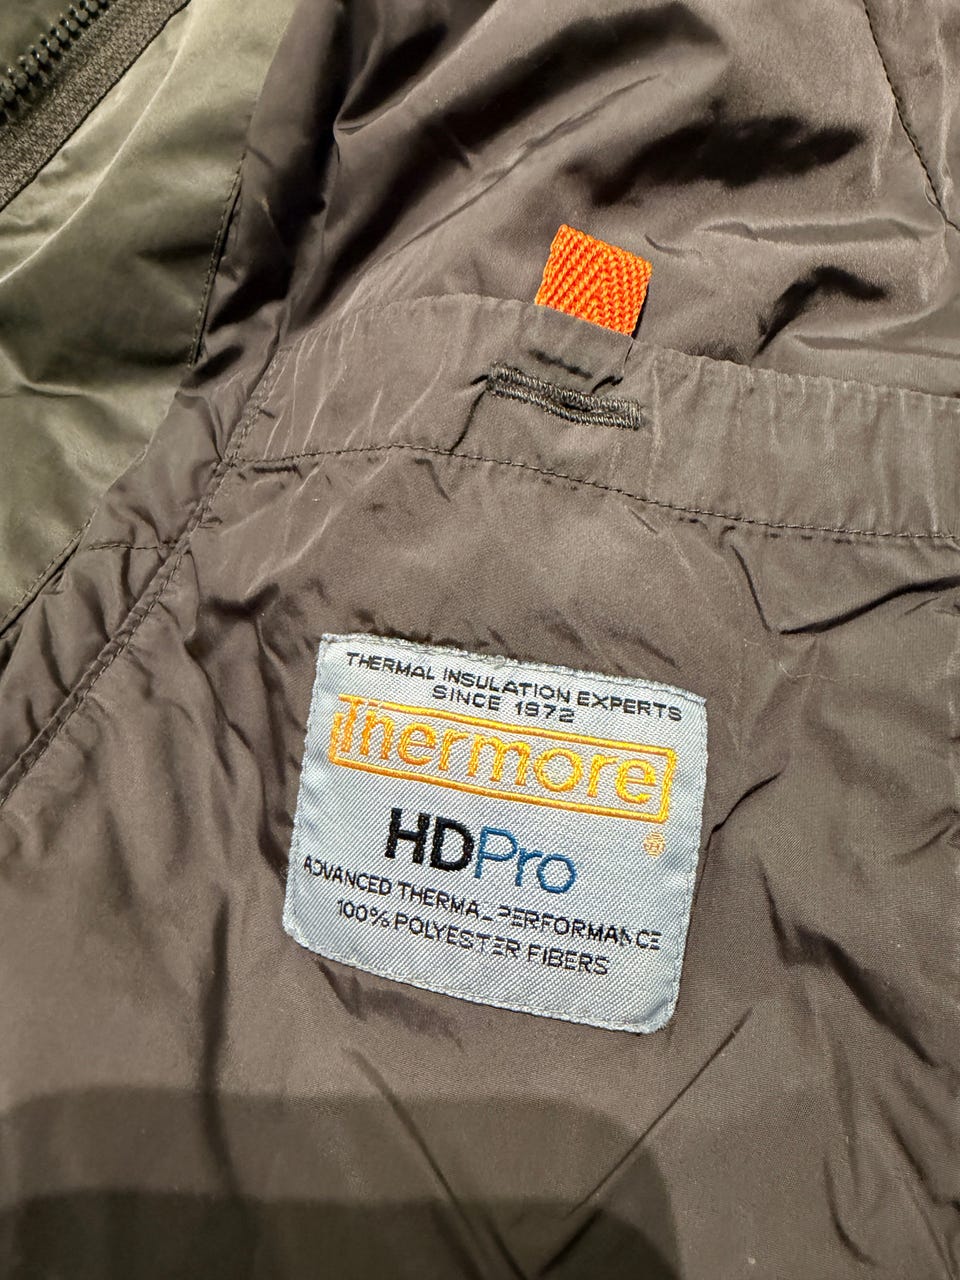 THERMAL INSULATION EXPERTS
SINCE 1972
Thermore
®
HDPro
ADVANCED THERMAL PERFORMANCE
100% POLYESTER FIBERS